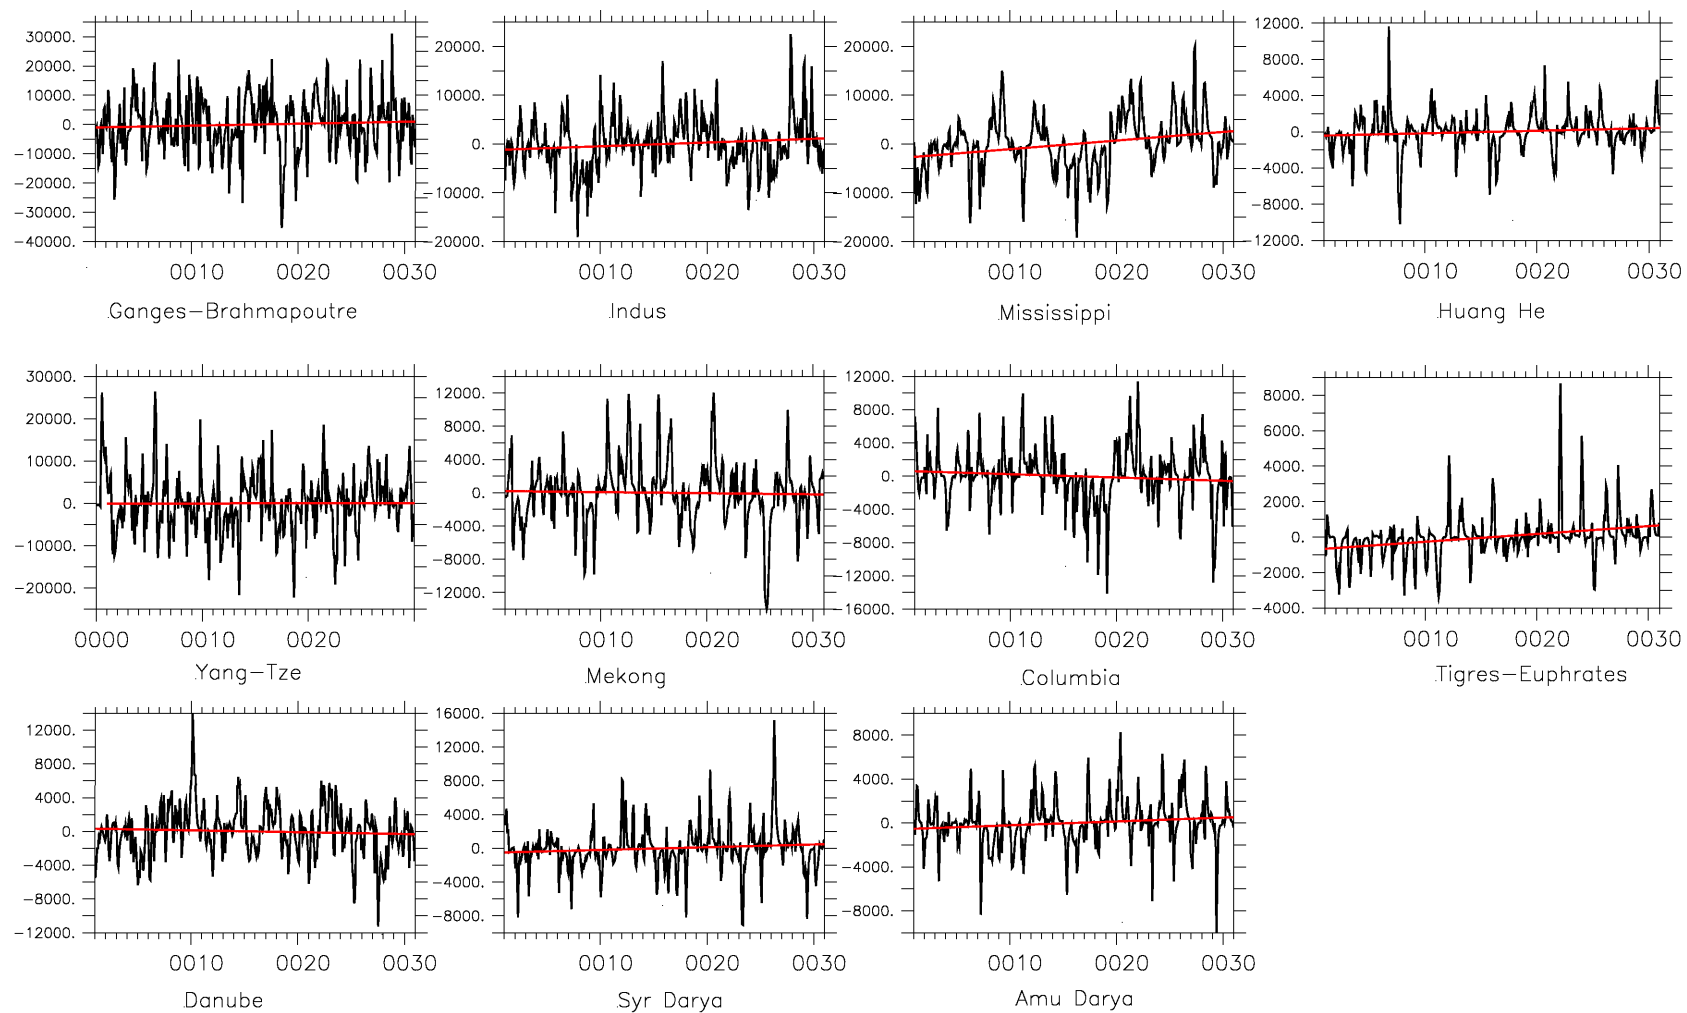 30000. 20000. 10000. 0. −10000. −20000. −30000. −40000.
20000. 10000. 0. −10000. −20000.
20000. 10000. 0. −10000. −20000.
12000. 8000. 4000. 0. −4000. −8000. −12000.
0010 0020 0030 0010 0020 0030 0010 0020 0030 0010 0020 0030
Ganges−Brahmapoutre Indus Mississippi Huang He
30000. 20000. 10000. 0. −10000. −20000.
12000. 8000. 4000. 0. −4000. −8000. −12000.
12000. 8000. 4000. 0. −4000. −8000. −12000. 16000.
8000. 6000. 4000. 2000. 0. −2000. −4000.
0000 0010 0020 0010 0020 0030 0010 0020 0030 0010 0020 0030
Yang−Tze Mekong Columbia Tigres−Euphrates
12000. 8000. 4000. 0. −4000. −8000. −12000.
16000. 12000. 8000. 4000. 0. −4000. −8000.
8000. 4000. 0. −4000. −8000.
0010 0020 0030 0010 0020 0030 0010 0020 0030
Danube Syr Darya Amu Darya